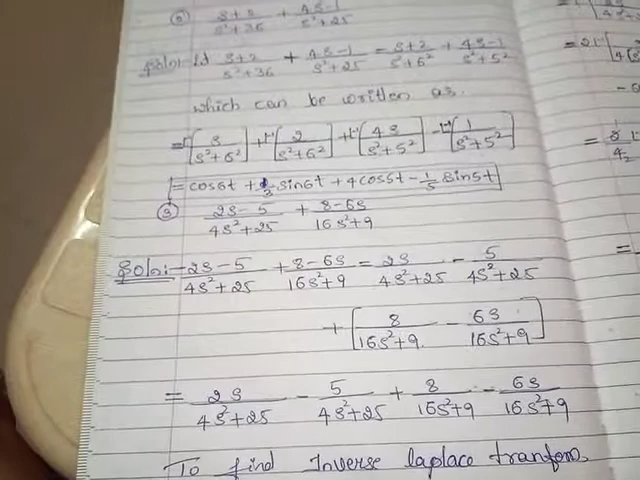 ② (s+2)/(s²+36) + (4s-1)/(s²+25)
Soln: Id (s+2)/(s²+36) + (4s-1)/(s²+25) = (s+2)/(s²+6²) + (4s-1)/(s²+5²)
which can be written as.
= L⁻¹[s/(s²+6²)] + L⁻¹[2/(s²+6²)] + L⁻¹[4s/(s²+5²)] - L⁻¹[1/(s²+5²)]
= cos6t + 1/3 sin6t + 4cos5t - 1/5 sin5t
③ (2s-5)/(4s²+25) + (8-6s)/(16s²+9)
Soln:- (2s-5)/(4s²+25) + (8-6s)/(16s²+9) = 2s/(4s²+25) - 5/(4s²+25)
+ [8/(16s²+9) - 6s/(16s²+9)]
= 2s/(4s²+25) - 5/(4s²+25) + 8/(16s²+9) - 6s/(16s²+9)
To find Inverse laplace tranfom.